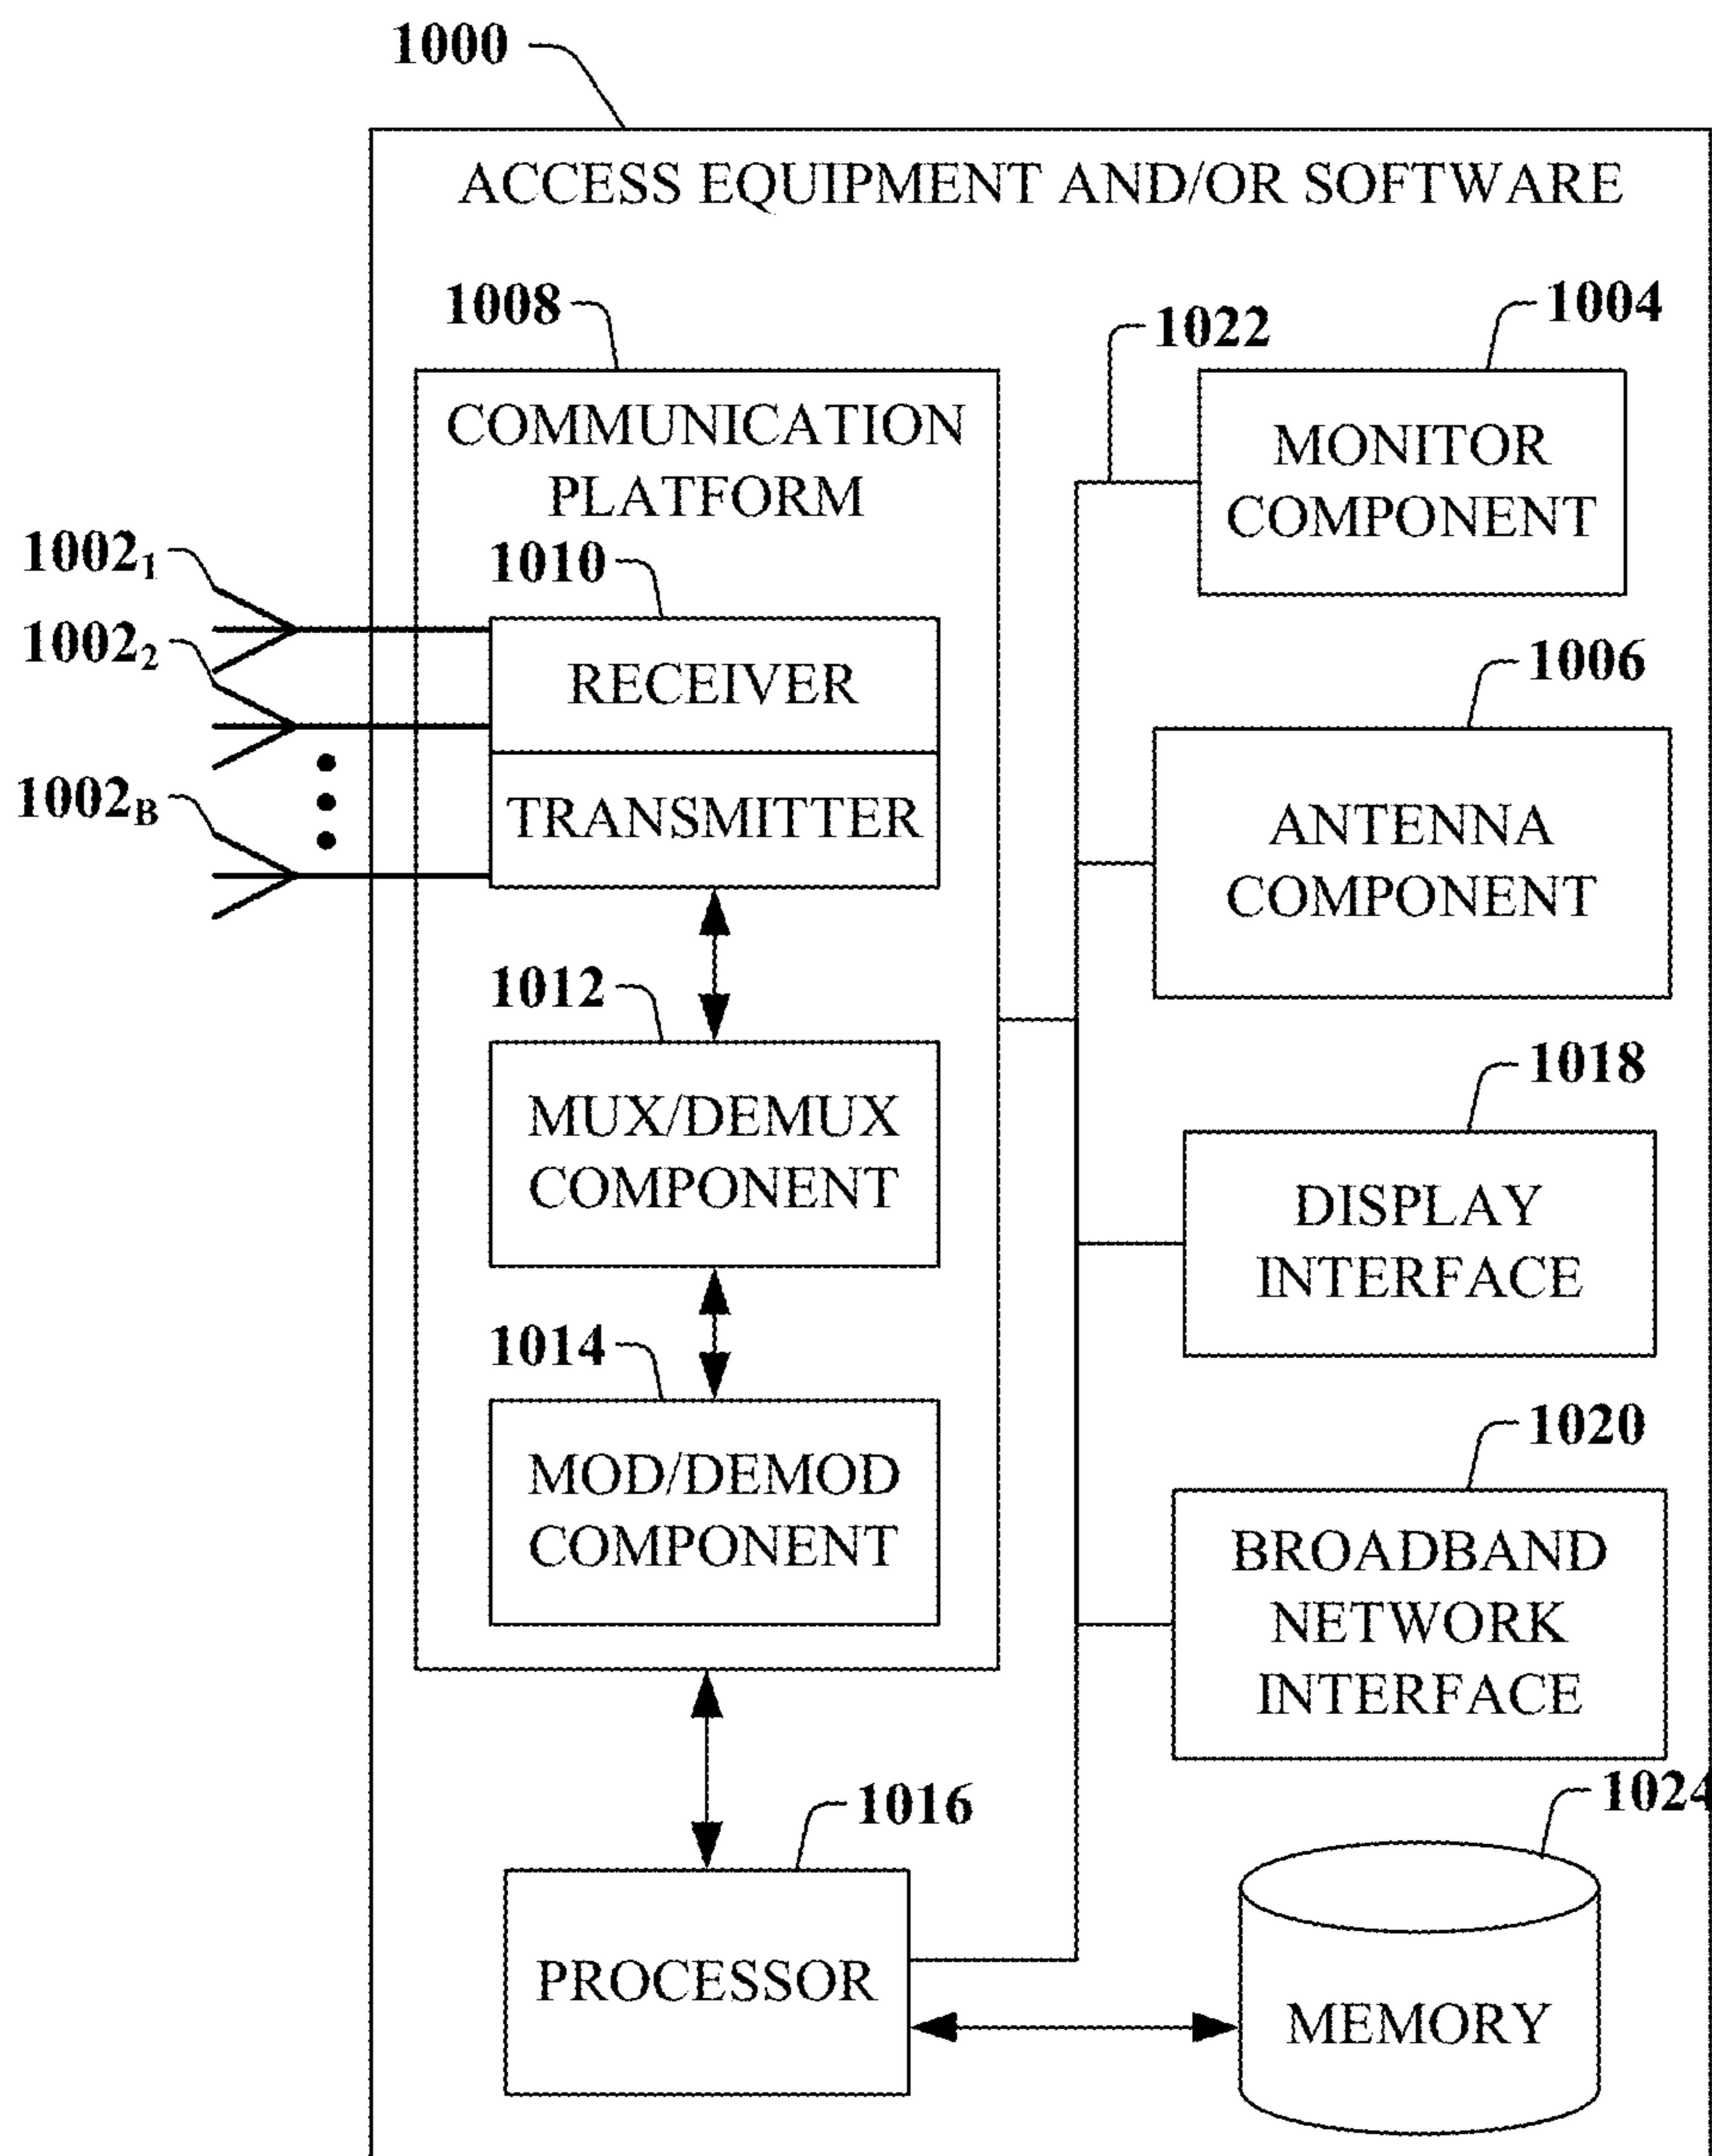 1000
ACCESS EQUIPMENT AND/OR SOFTWARE
1008
COMMUNICATION
PLATFORM
1002₁
1002₂
1002_B
1010
RECEIVER
TRANSMITTER
1012
MUX/DEMUX
COMPONENT
1014
MOD/DEMOD
COMPONENT
1016
PROCESSOR
1022
1004
MONITOR
COMPONENT
1006
ANTENNA
COMPONENT
1018
DISPLAY
INTERFACE
1020
BROADBAND
NETWORK
INTERFACE
1024
MEMORY